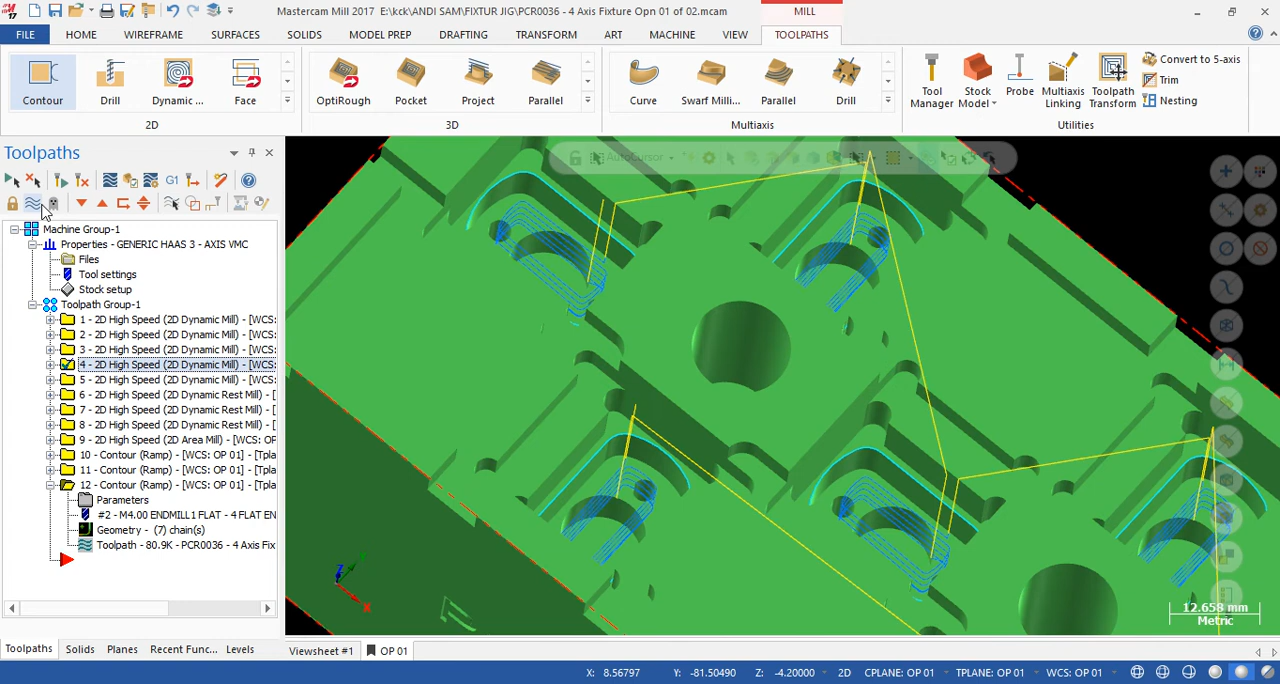 Mastercam Mill 2017  E:\kck\ANDI SAM\FIXTUR JIG\PCR0036 - 4 Axis Fixture Opn 01 of 02.mcam
MILL
FILE HOME WIREFRAME SURFACES SOLIDS MODEL PREP DRAFTING TRANSFORM ART MACHINE VIEW TOOLPATHS
Contour Drill Dynamic ... Face
2D
OptiRough Pocket Project Parallel
3D
Curve Swarf Milli... Parallel Drill
Multiaxis
Tool Manager
Stock Model
Probe
Multiaxis Linking
Toolpath Transform
Convert to 5-axis
Trim
Nesting
Utilities
Toolpaths
AutoCursor
G1
Machine Group-1
Properties - GENERIC HAAS 3 - AXIS VMC
Files
Tool settings
Stock setup
Toolpath Group-1
1 - 2D High Speed (2D Dynamic Mill) - [WCS:
2 - 2D High Speed (2D Dynamic Mill) - [WCS:
3 - 2D High Speed (2D Dynamic Mill) - [WCS:
4 - 2D High Speed (2D Dynamic Mill) - [WCS:
5 - 2D High Speed (2D Dynamic Mill) - [WCS:
6 - 2D High Speed (2D Dynamic Rest Mill) - [
7 - 2D High Speed (2D Dynamic Rest Mill) - [
8 - 2D High Speed (2D Dynamic Rest Mill) - [
9 - 2D High Speed (2D Area Mill) - [WCS: OP
10 - Contour (Ramp) - [WCS: OP 01] - [Tpla
11 - Contour (Ramp) - [WCS: OP 01] - [Tpla
12 - Contour (Ramp) - [WCS: OP 01] - [Tpla
Parameters
#2 - M4.00 ENDMILL1 FLAT - 4 FLAT EN
Geometry - (7) chain(s)
Toolpath - 80.9K - PCR0036 - 4 Axis Fix
Z X
12.658 mm
Metric
Toolpaths Solids Planes Recent Func... Levels
Viewsheet #1 OP 01
X: 8.56797 Y: -81.50490 Z: -4.20000 2D CPLANE: OP 01 TPLANE: OP 01 WCS: OP 01